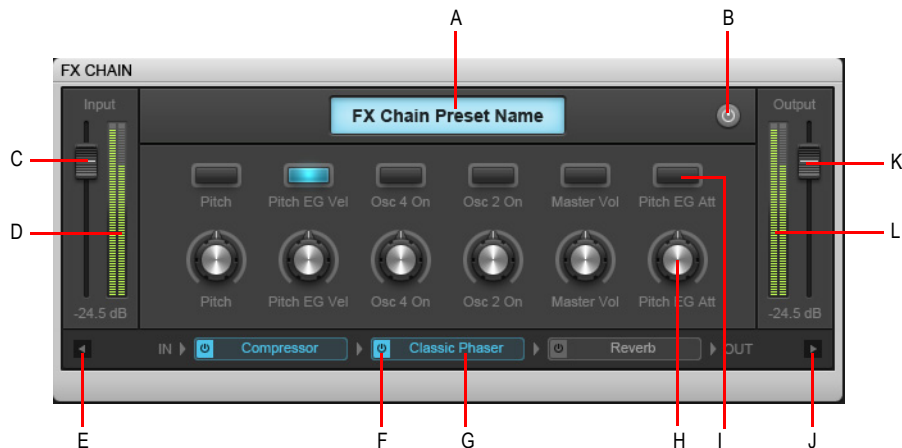 A B
FX CHAIN
Input FX Chain Preset Name Output
C K
Pitch Pitch EG Vel Osc 4 On Osc 2 On Master Vol Pitch EG Att
D L
Pitch Pitch EG Vel Osc 4 On Osc 2 On Master Vol Pitch EG Att
-24.5 dB -24.5 dB
IN Compressor Classic Phaser Reverb OUT
E F G H I J